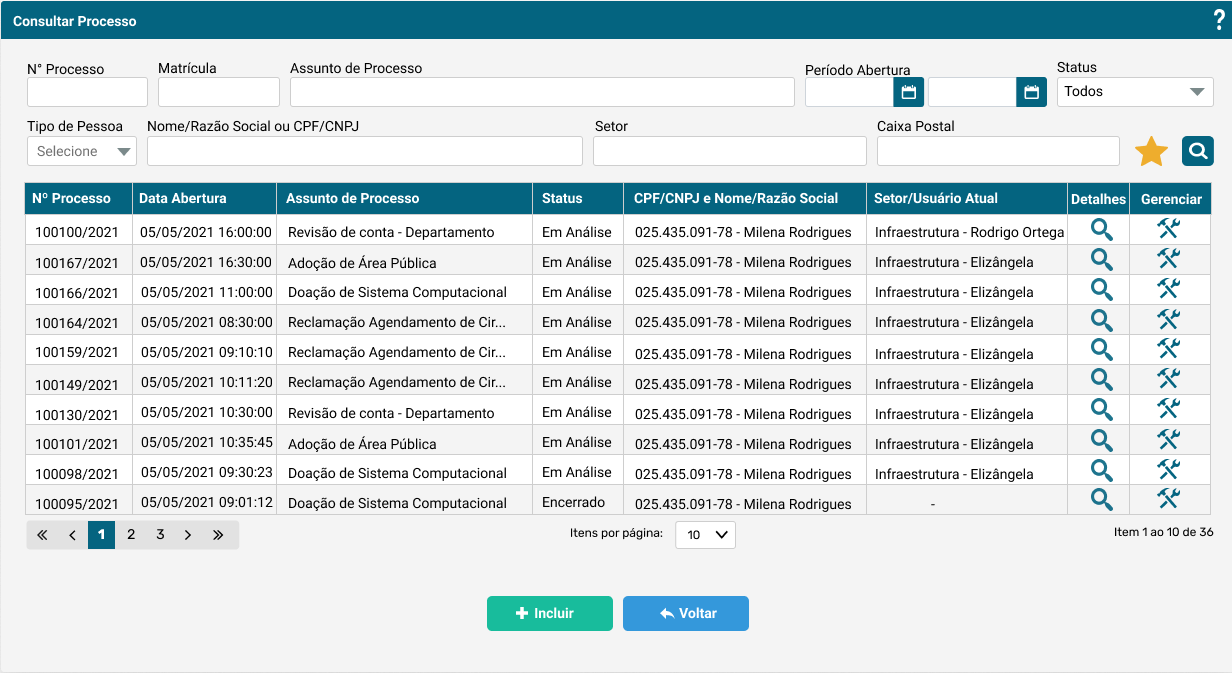 Consultar Processo ?
N° Processo Matrícula Assunto de Processo Período Abertura Status
Todos
Tipo de Pessoa Nome/Razão Social ou CPF/CNPJ Setor Caixa Postal
Selecione
Nº Processo Data Abertura Assunto de Processo Status CPF/CNPJ e Nome/Razão Social Setor/Usuário Atual Detalhes Gerenciar
100100/2021 05/05/2021 16:00:00 Revisão de conta - Departamento Em Análise 025.435.091-78 - Milena Rodrigues Infraestrutura - Rodrigo Ortega
100167/2021 05/05/2021 16:30:00 Adoção de Área Pública Em Análise 025.435.091-78 - Milena Rodrigues Infraestrutura - Elizângela
100166/2021 05/05/2021 11:00:00 Doação de Sistema Computacional Em Análise 025.435.091-78 - Milena Rodrigues Infraestrutura - Elizângela
100164/2021 05/05/2021 08:30:00 Reclamação Agendamento de Cir... Em Análise 025.435.091-78 - Milena Rodrigues Infraestrutura - Elizângela
100159/2021 05/05/2021 09:10:10 Reclamação Agendamento de Cir... Em Análise 025.435.091-78 - Milena Rodrigues Infraestrutura - Elizângela
100149/2021 05/05/2021 10:11:20 Reclamação Agendamento de Cir... Em Análise 025.435.091-78 - Milena Rodrigues Infraestrutura - Elizângela
100130/2021 05/05/2021 10:30:00 Revisão de conta - Departamento Em Análise 025.435.091-78 - Milena Rodrigues Infraestrutura - Elizângela
100101/2021 05/05/2021 10:35:45 Adoção de Área Pública Em Análise 025.435.091-78 - Milena Rodrigues Infraestrutura - Elizângela
100098/2021 05/05/2021 09:30:23 Doação de Sistema Computacional Em Análise 025.435.091-78 - Milena Rodrigues Infraestrutura - Elizângela
100095/2021 05/05/2021 09:01:12 Doação de Sistema Computacional Encerrado 025.435.091-78 - Milena Rodrigues -
« ‹ 1 2 3 › » Itens por página: 10 Item 1 ao 10 de 36
Incluir Voltar